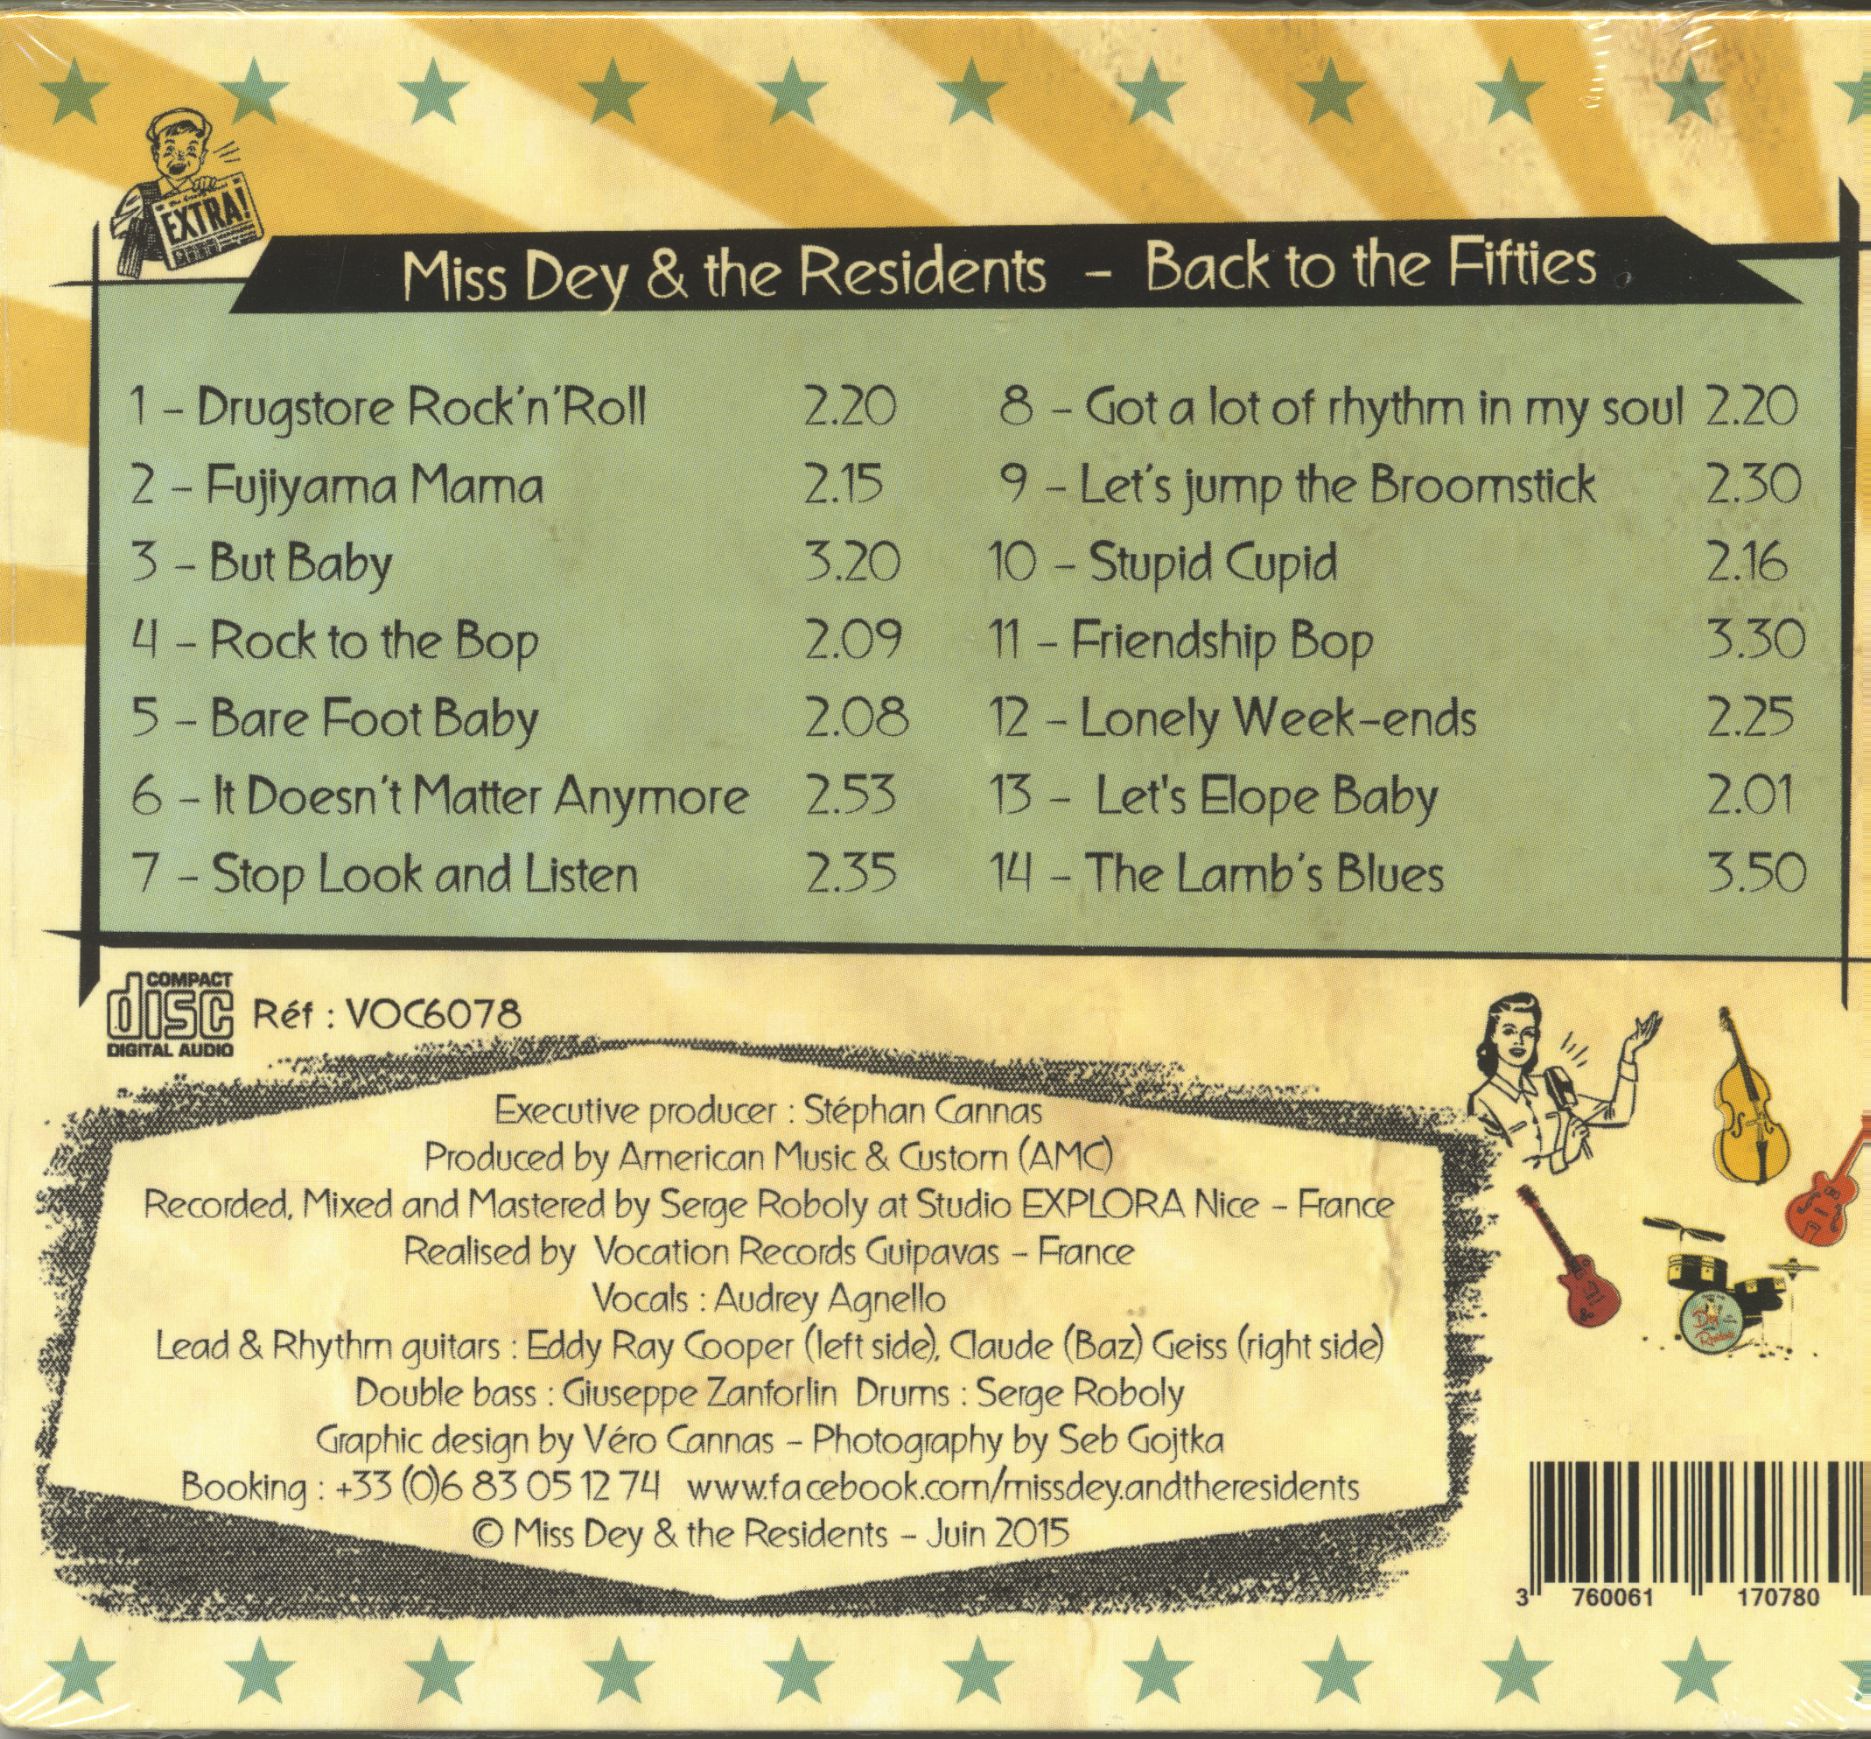 EXTRA!
Miss Dey & the Residents – Back to the Fifties
1 – Drugstore Rock'n'Roll 2.20
2 – Fujiyama Mama 2.15
3 – But Baby 3.20
4 – Rock to the Bop 2.09
5 – Bare Foot Baby 2.08
6 – It Doesn't Matter Anymore 2.53
7 – Stop Look and Listen 2.35
8 – Got a lot of rhythm in my soul 2.20
9 – Let's jump the Broomstick 2.30
10 – Stupid Cupid 2.16
11 – Friendship Bop 3.30
12 – Lonely Week-ends 2.25
13 – Let's Elope Baby 2.01
14 – The Lamb's Blues 3.50
COMPACT
disc
DIGITAL AUDIO
Réf : VOC6078
Executive producer : Stéphan Cannas
Produced by American Music & Custom (AMC)
Recorded, Mixed and Mastered by Serge Roboly at Studio EXPLORA Nice – France
Realised by Vocation Records Guipavas – France
Vocals : Audrey Agnello
Lead & Rhythm guitars : Eddy Ray Cooper (left side), Claude (Baz) Geiss (right side)
Double bass : Giuseppe Zanforlin Drums : Serge Roboly
Graphic design by Véro Cannas – Photography by Seb Gojtka
Booking : +33 (0)6 83 05 12 74 www.facebook.com/missdey.andtheresidents
© Miss Dey & the Residents – Juin 2015
Dey
Residents
3 760061 170780